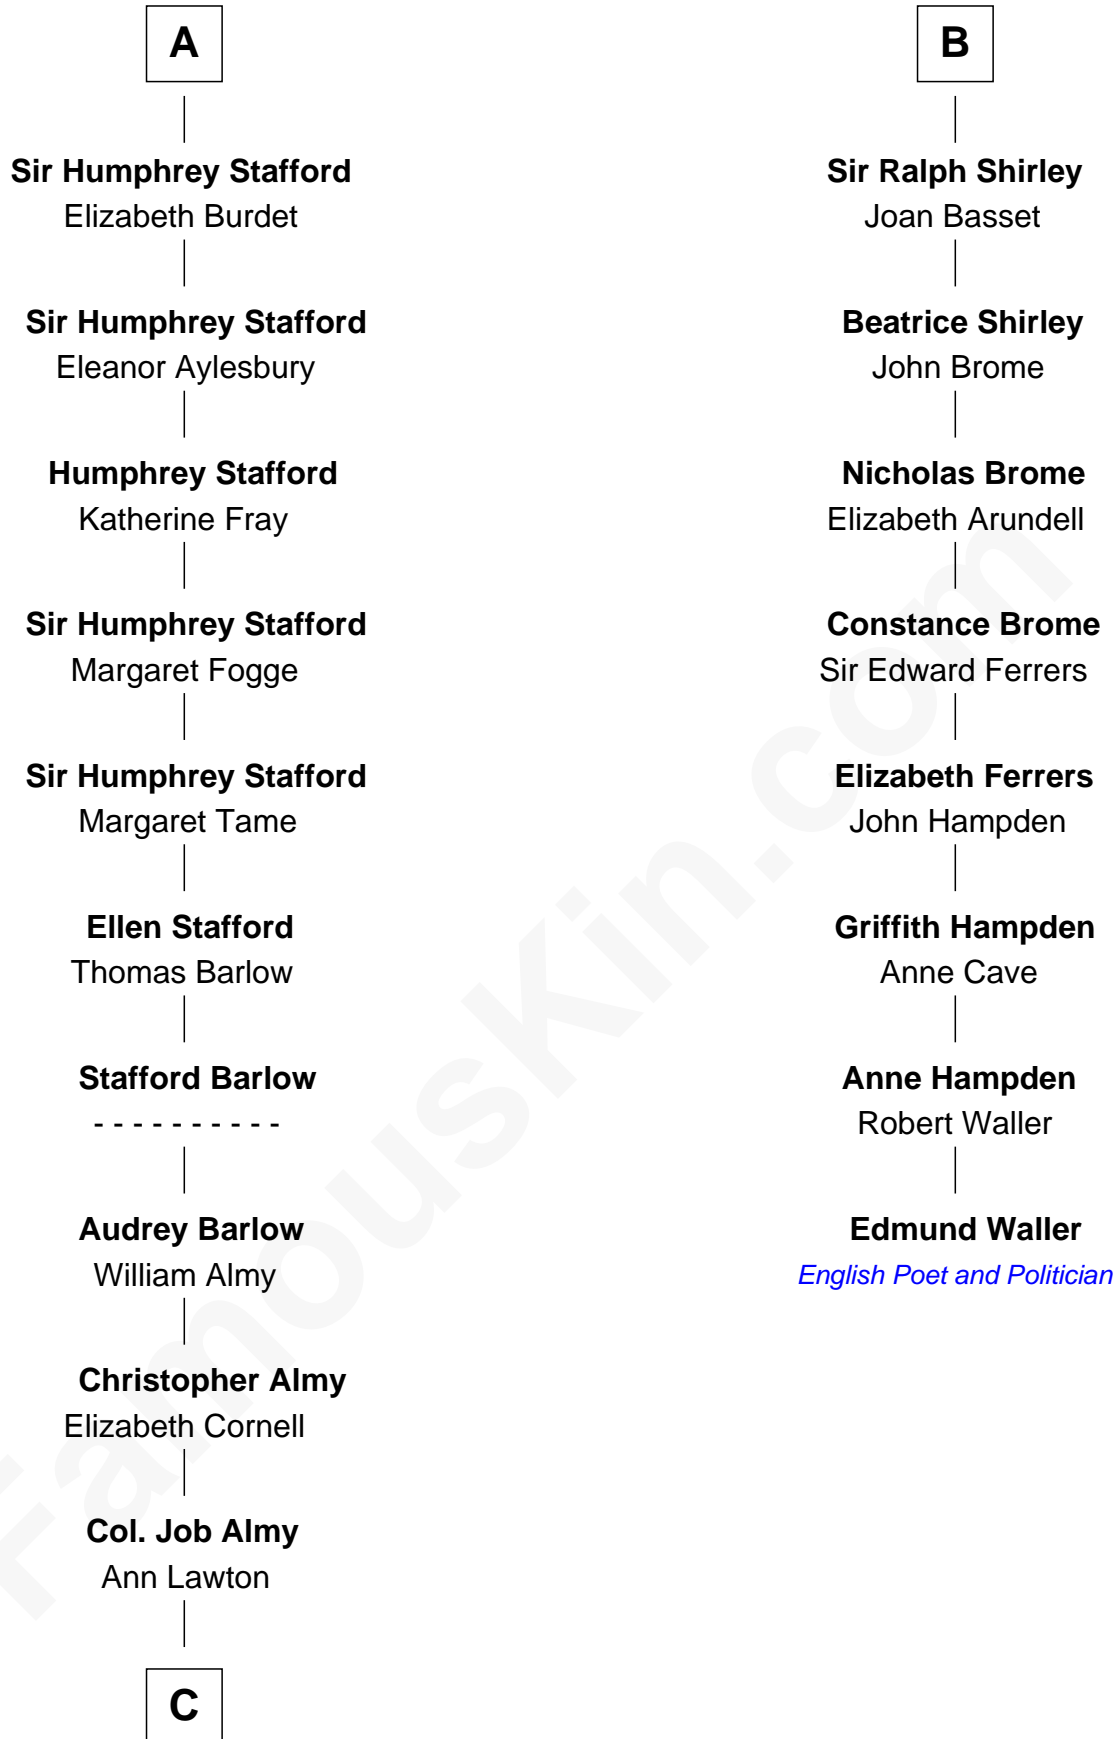 A
Sir Humphrey Stafford
Elizabeth Burdet
Sir Humphrey Stafford
Eleanor Aylesbury
Humphrey Stafford
Katherine Fray
Sir Humphrey Stafford
Margaret Fogge
Sir Humphrey Stafford
Margaret Tame
Ellen Stafford
Thomas Barlow
Stafford Barlow
- - - - - - - - - -
Audrey Barlow
William Almy
Christopher Almy
Elizabeth Cornell
Col. Job Almy
Ann Lawton
C
B
Sir Ralph Shirley
Joan Basset
Beatrice Shirley
John Brome
Nicholas Brome
Elizabeth Arundell
Constance Brome
Sir Edward Ferrers
Elizabeth Ferrers
John Hampden
Griffith Hampden
Anne Cave
Anne Hampden
Robert Waller
Edmund Waller
English Poet and Politician
FamousKin.com